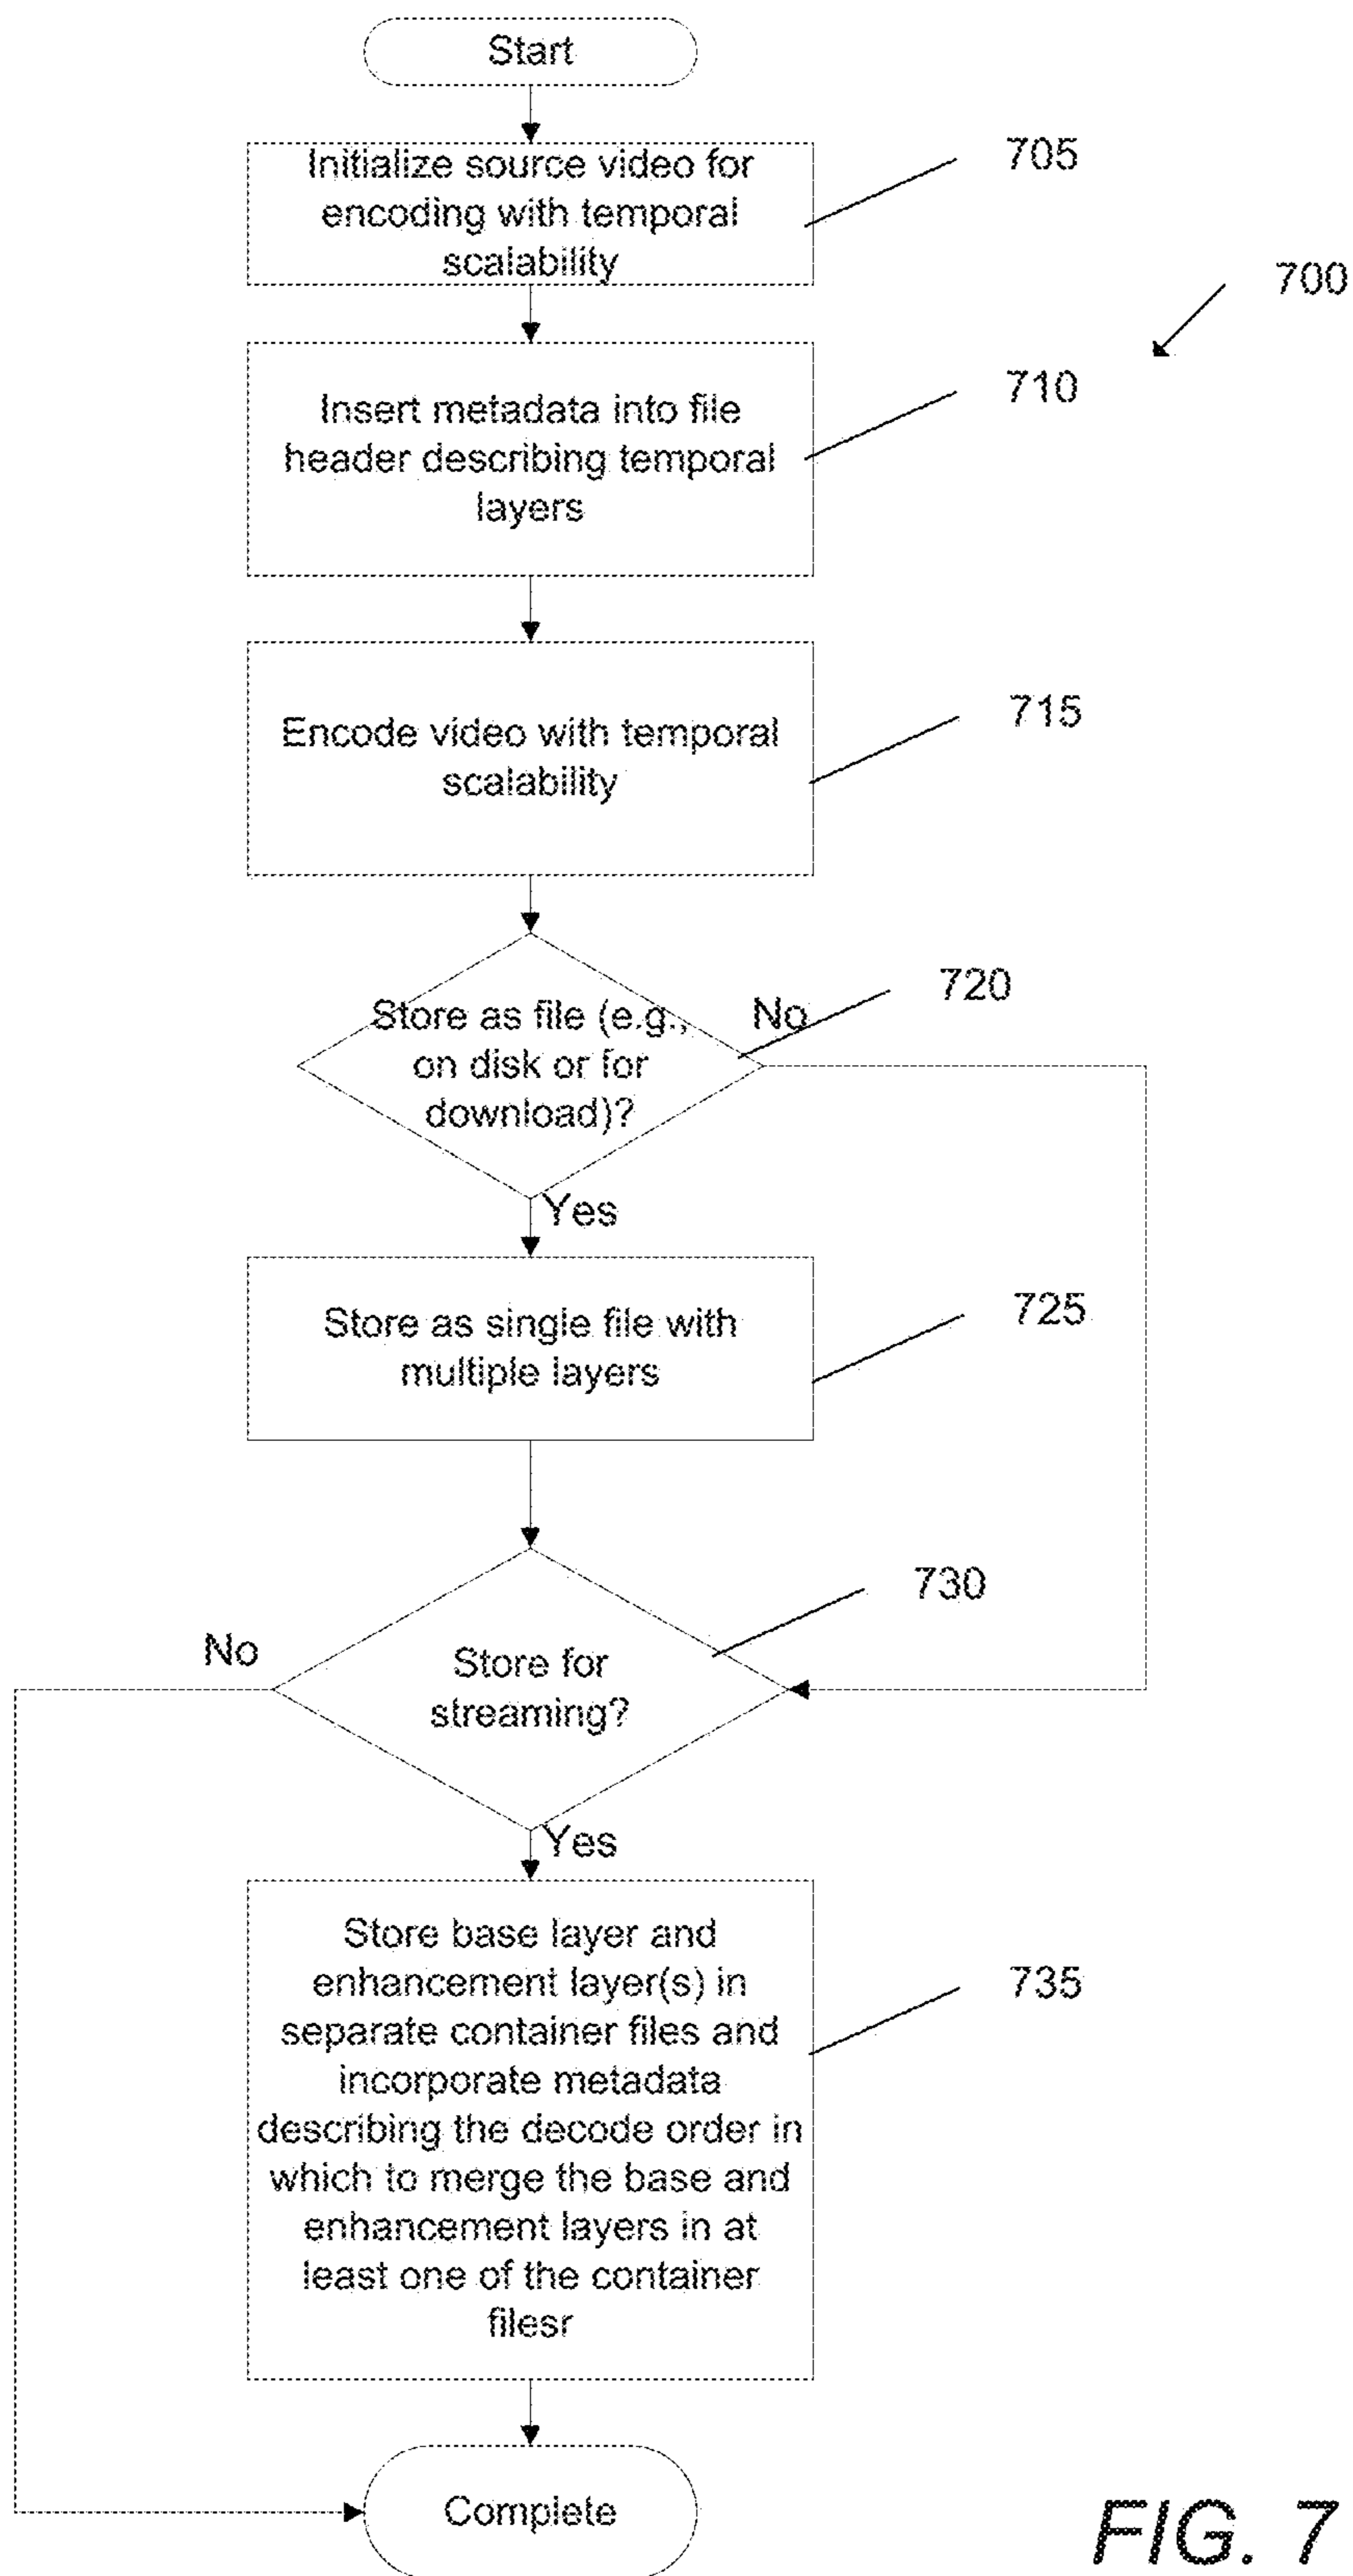 Start
Initialize source video for
encoding with temporal
scalability
705
700
Insert metadata into file
header describing temporal
layers
710
Encode video with temporal
scalability
715
Store as file (e.g.,
on disk or for
download)?
No
720
Yes
Store as single file with
multiple layers
725
730
No
Store for
streaming?
Yes
Store base layer and
enhancement layer(s) in
separate container files and
incorporate metadata
describing the decode order in
which to merge the base and
enhancement layers in at
least one of the container
filesr
735
Complete
FIG. 7